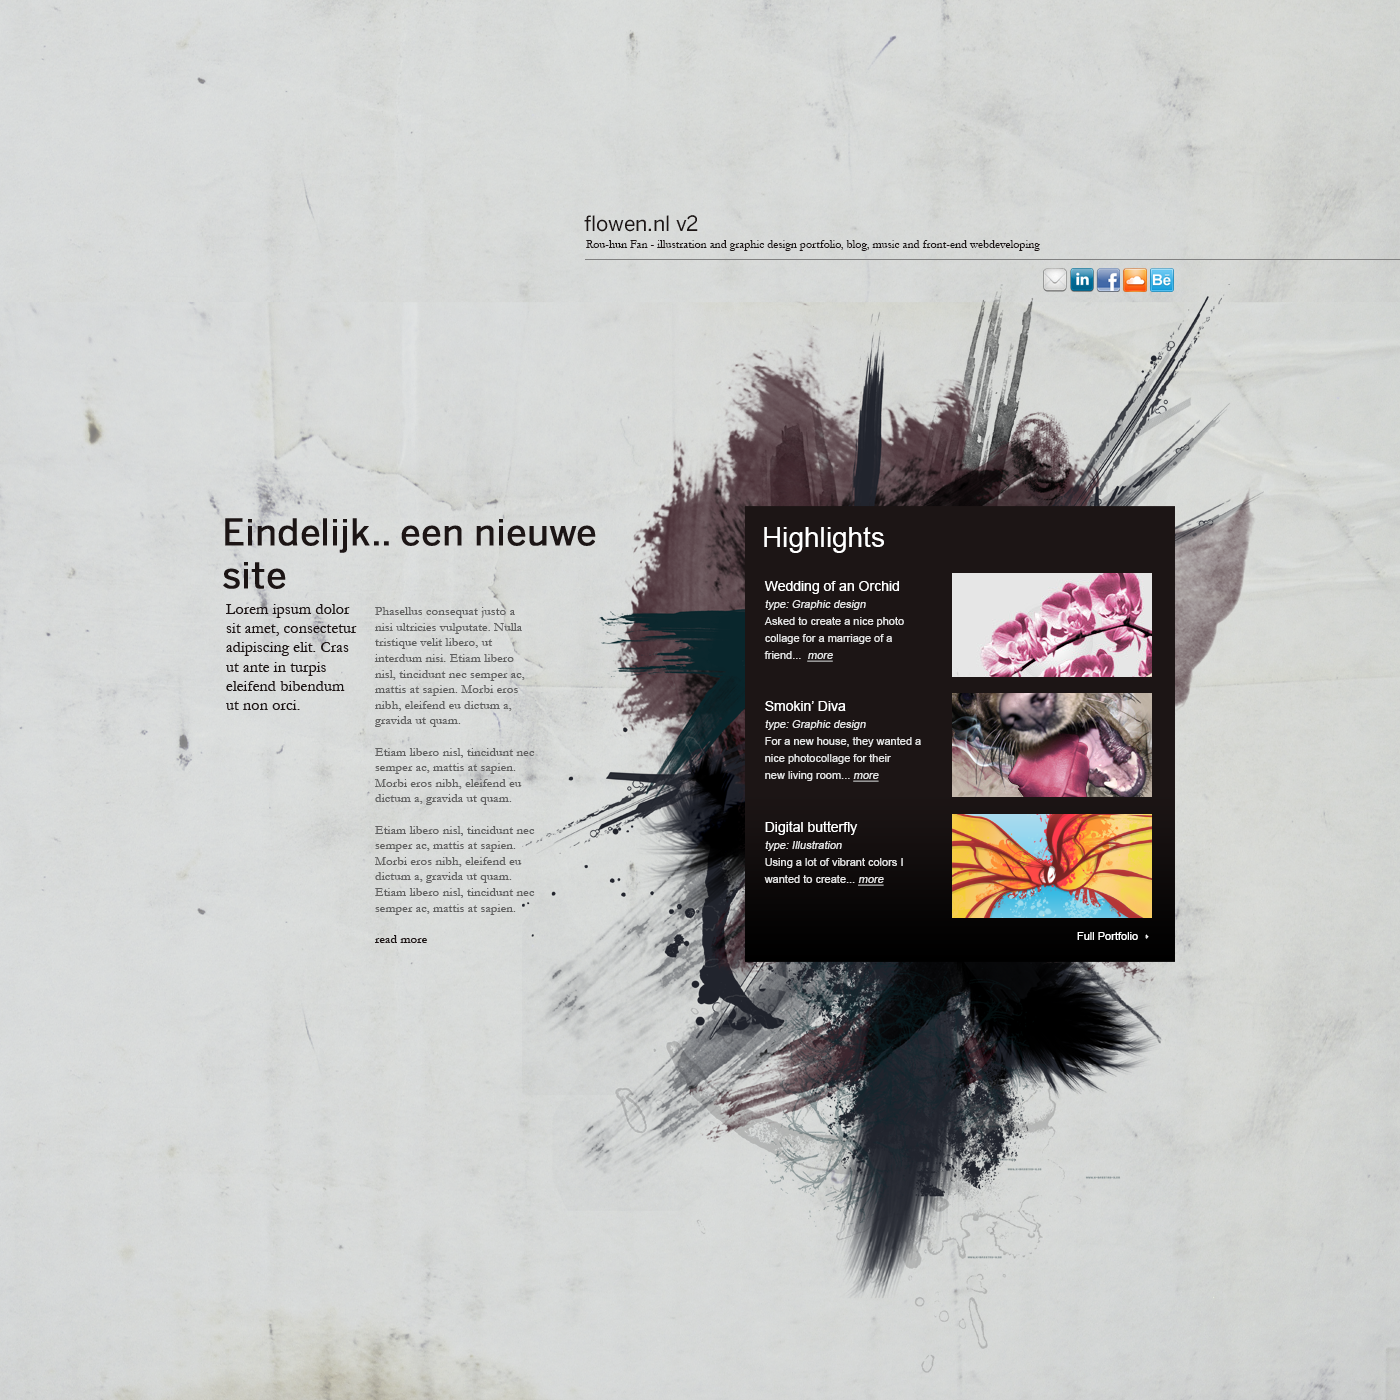 flowen.nl v2
Rou-hun Fan - illustration and graphic design portfolio, blog, music and front-end webdeveloping
in f Bē
Eindelijk.. een nieuwe
site
Lorem ipsum dolor
sit amet, consectetur
adipiscing elit. Cras
ut ante in turpis
eleifend bibendum
ut non orci.
Phasellus consequat justo a
nisi ultricies vulputate. Nulla
tristique velit libero, ut
interdum nisi. Etiam libero
nisl, tincidunt nec semper ac,
mattis at sapien. Morbi eros
nibh, eleifend eu dictum a,
gravida ut quam.
Etiam libero nisl, tincidunt nec
semper ac, mattis at sapien.
Morbi eros nibh, eleifend eu
dictum a, gravida ut quam.
Etiam libero nisl, tincidunt nec
semper ac, mattis at sapien.
Morbi eros nibh, eleifend eu
dictum a, gravida ut quam.
Etiam libero nisl, tincidunt nec
semper ac, mattis at sapien.
read more
Highlights
Wedding of an Orchid
type: Graphic design
Asked to create a nice photo
collage for a marriage of a
friend... more
Smokin' Diva
type: Graphic design
For a new house, they wanted a
nice photocollage for their
new living room... more
Digital butterfly
type: Illustration
Using a lot of vibrant colors I
wanted to create... more
Full Portfolio